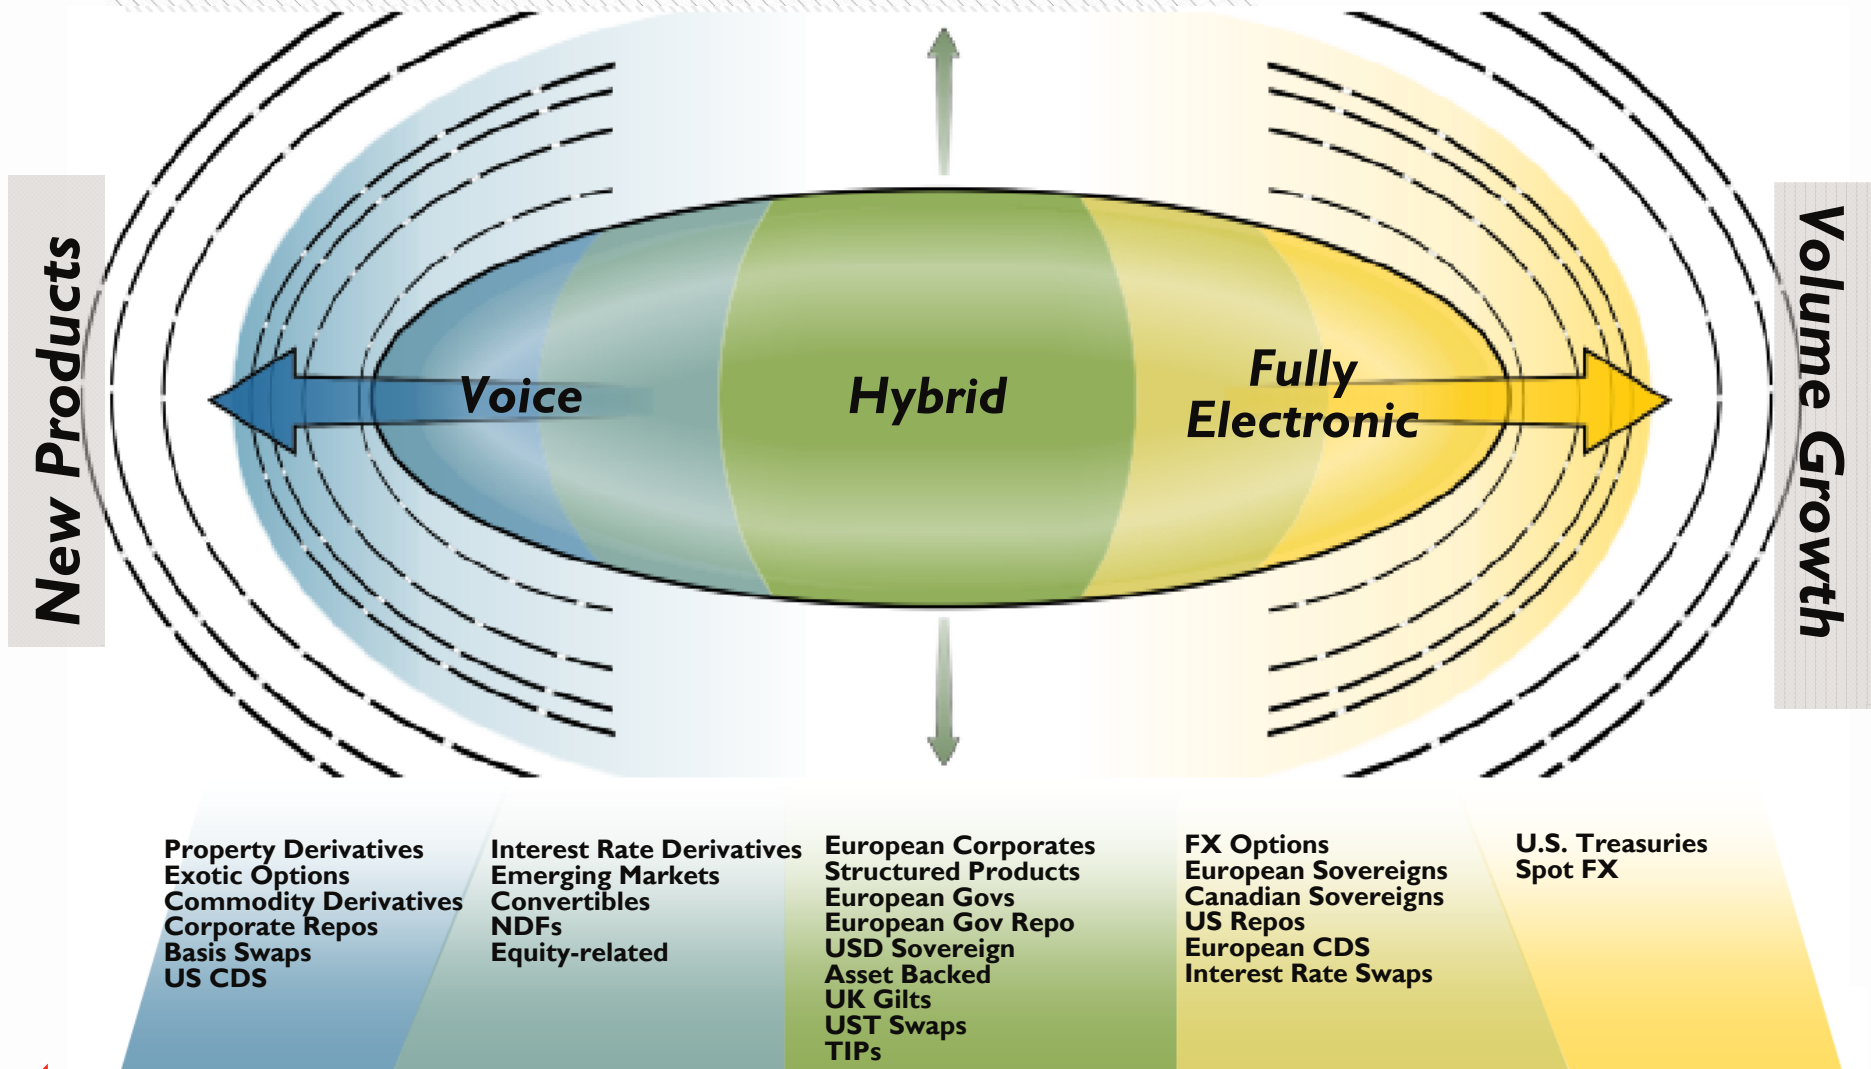 New Products
Voice
Hybrid
Fully
Electronic
Volume Growth
Property Derivatives
Exotic Options
Commodity Derivatives
Corporate Repos
Basis Swaps
US CDS
Interest Rate Derivatives
Emerging Markets
Convertibles
NDFs
Equity-related
European Corporates
Structured Products
European Govs
European Gov Repo
USD Sovereign
Asset Backed
UK Gilts
UST Swaps
TIPs
FX Options
European Sovereigns
Canadian Sovereigns
US Repos
European CDS
Interest Rate Swaps
U.S. Treasuries
Spot FX